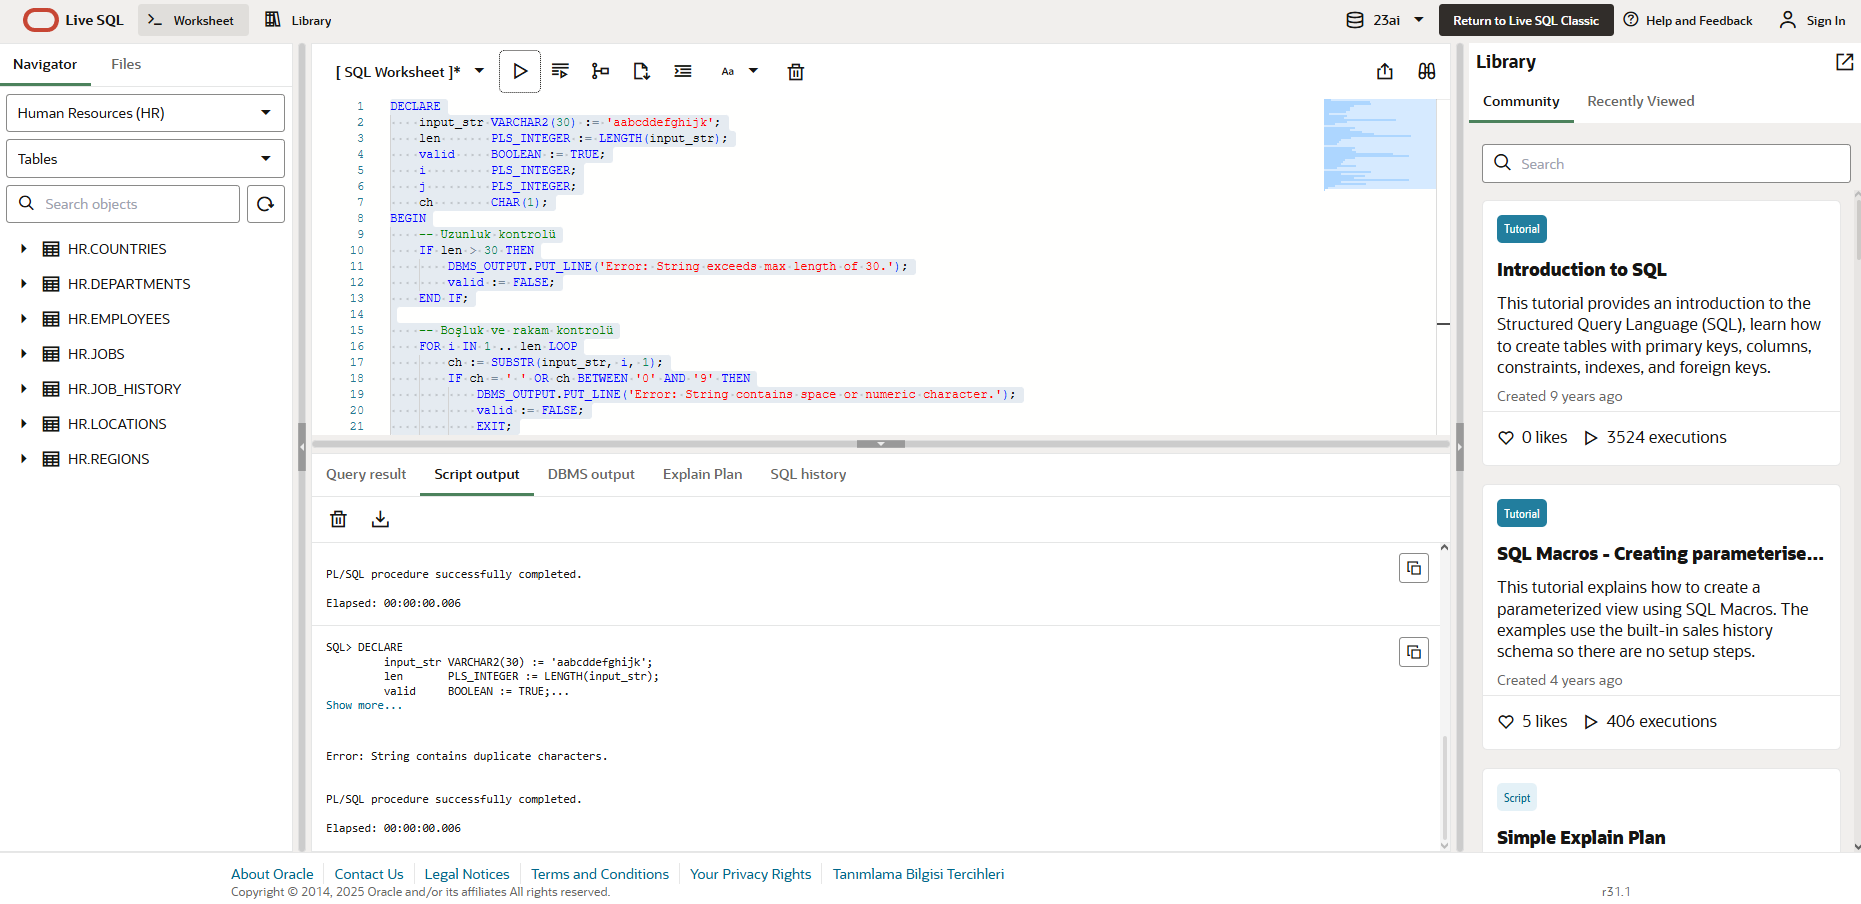 Live SQL
Worksheet
Library
23ai
Return to Live SQL Classic
Help and Feedback
Sign In
Navigator
Files
Human Resources (HR)
Tables
Search objects
HR.COUNTRIES
HR.DEPARTMENTS
HR.EMPLOYEES
HR.JOBS
HR.JOB_HISTORY
HR.LOCATIONS
HR.REGIONS
[ SQL Worksheet ]*
Aa
1 DECLARE
2 input_str VARCHAR2(30) := 'aabcddefghijk';
3 len PLS_INTEGER := LENGTH(input_str);
4 valid BOOLEAN := TRUE;
5 i PLS_INTEGER;
6 j PLS_INTEGER;
7 ch CHAR(1);
8 BEGIN
9 -- Uzunluk kontrolü
10 IF len > 30 THEN
11 DBMS_OUTPUT.PUT_LINE('Error: String exceeds max length of 30.');
12 valid := FALSE;
13 END IF;
14
15 -- Boşluk ve rakam kontrolü
16 FOR i IN 1 .. len LOOP
17 ch := SUBSTR(input_str, i, 1);
18 IF ch = ' ' OR ch BETWEEN '0' AND '9' THEN
19 DBMS_OUTPUT.PUT_LINE('Error: String contains space or numeric character.');
20 valid := FALSE;
21 EXIT;
Query result
Script output
DBMS output
Explain Plan
SQL history
PL/SQL procedure successfully completed.
Elapsed: 00:00:00.006
SQL> DECLARE
input_str VARCHAR2(30) := 'aabcddefghijk';
len PLS_INTEGER := LENGTH(input_str);
valid BOOLEAN := TRUE;...
Show more...
Error: String contains duplicate characters.
PL/SQL procedure successfully completed.
Elapsed: 00:00:00.006
Library
Community
Recently Viewed
Search
Tutorial
Introduction to SQL
This tutorial provides an introduction to the
Structured Query Language (SQL), learn how
to create tables with primary keys, columns,
constraints, indexes, and foreign keys.
Created 9 years ago
0 likes
3524 executions
Tutorial
SQL Macros - Creating parameterise...
This tutorial explains how to create a
parameterized view using SQL Macros. The
examples use the built-in sales history
schema so there are no setup steps.
Created 4 years ago
5 likes
406 executions
Script
Simple Explain Plan
About Oracle
Contact Us
Legal Notices
Terms and Conditions
Your Privacy Rights
Tanımlama Bilgisi Tercihleri
Copyright © 2014, 2025 Oracle and/or its affiliates All rights reserved.
r31.1